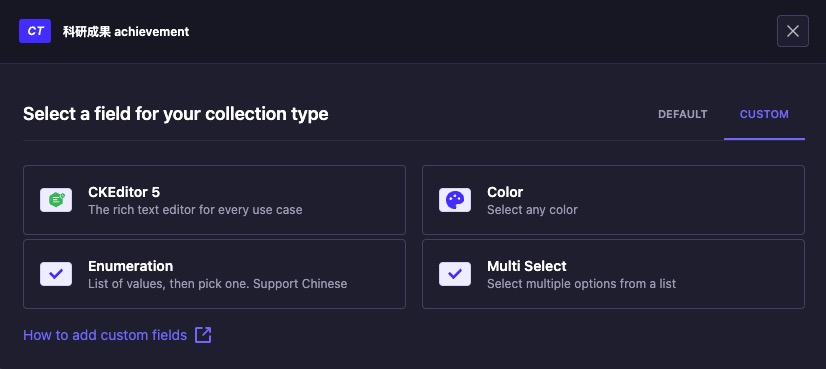 CT 科研成果 achievement
Select a field for your collection type
DEFAULT CUSTOM
CKEditor 5
The rich text editor for every use case
Color
Select any color
Enumeration
List of values, then pick one. Support Chinese
Multi Select
Select multiple options from a list
How to add custom fields